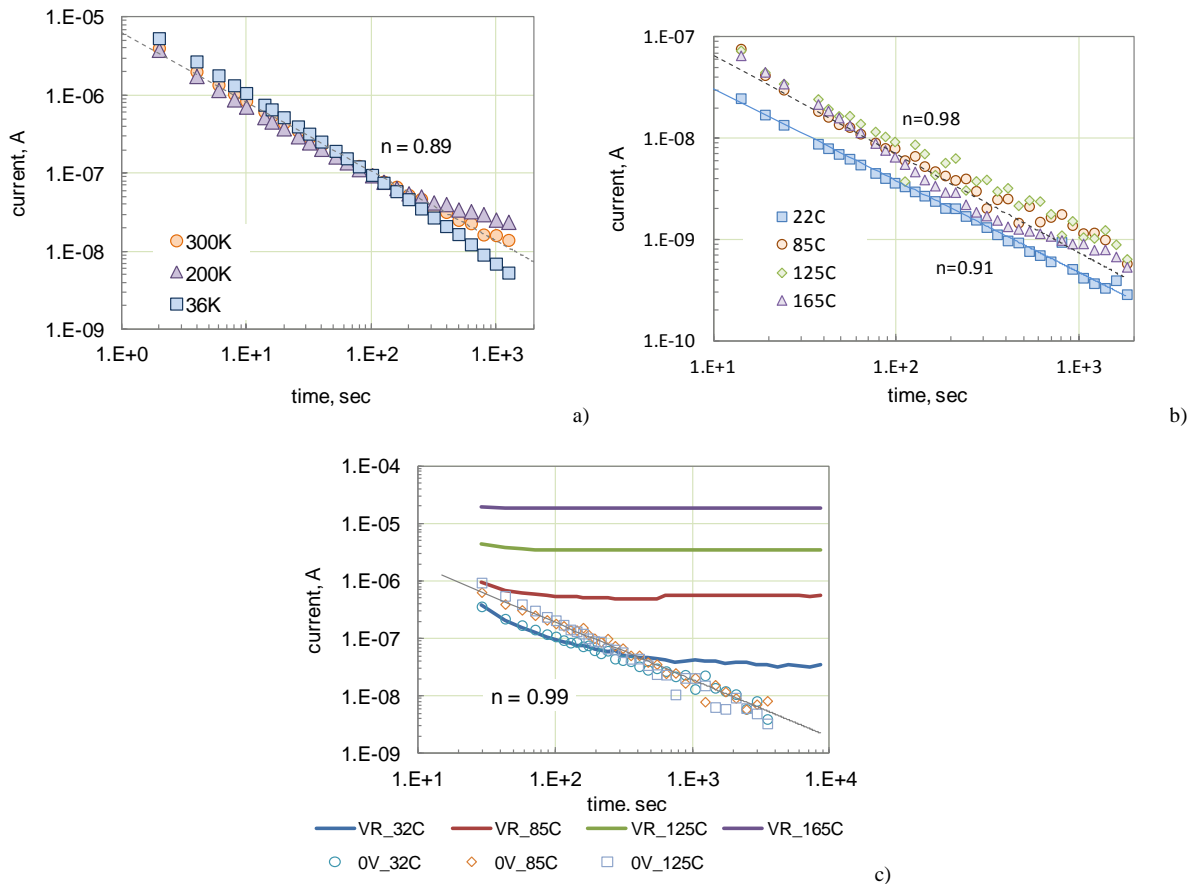 1.E-05
1.E-06
1.E-07
1.E-08
1.E-09
current, A
n = 0.89
300K
200K
36K
1.E+0 1.E+1 1.E+2 1.E+3
time, sec
a)
b)
1.E-07
1.E-08
1.E-09
1.E-10
current, A
n=0.98
n=0.91
22C
85C
125C
165C
1.E+1 1.E+2 1.E+3
time, sec
1.E-04
1.E-05
1.E-06
1.E-07
1.E-08
1.E-09
current, A
n = 0.99
1.E+1 1.E+2 1.E+3 1.E+4
time, sec
VR_32C VR_85C VR_125C VR_165C
0V_32C 0V_85C 0V_125C
c)